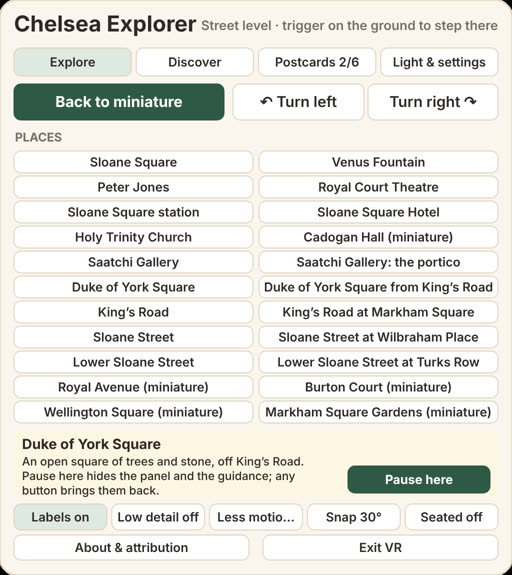 Chelsea Explorer Street level · trigger on the ground to step there
Explore Discover Postcards 2/6 Light & settings
Back to miniature ↶ Turn left Turn right ↷
PLACES
Sloane Square Venus Fountain
Peter Jones Royal Court Theatre
Sloane Square station Sloane Square Hotel
Holy Trinity Church Cadogan Hall (miniature)
Saatchi Gallery Saatchi Gallery: the portico
Duke of York Square Duke of York Square from King’s Road
King’s Road King’s Road at Markham Square
Sloane Street Sloane Street at Wilbraham Place
Lower Sloane Street Lower Sloane Street at Turks Row
Royal Avenue (miniature) Burton Court (miniature)
Wellington Square (miniature) Markham Square Gardens (miniature)
Duke of York Square
An open square of trees and stone, off King’s Road.
Pause here hides the panel and the guidance; any
button brings them back.
Pause here
Labels on Low detail off Less motio… Snap 30° Seated off
About & attribution Exit VR